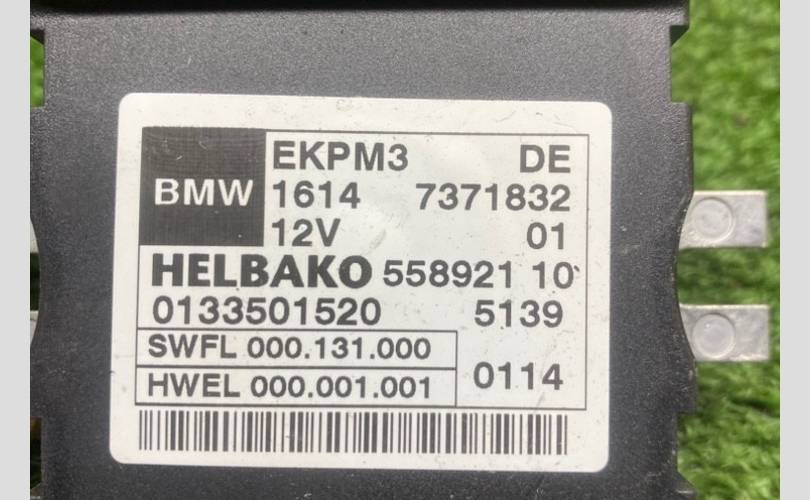 EKPM3 DE
BMW 1614 7371832
12V 01
HELBAKO 558921 10
0133501520 5139
SWFL 000.131.000
HWEL 000.001.001 0114